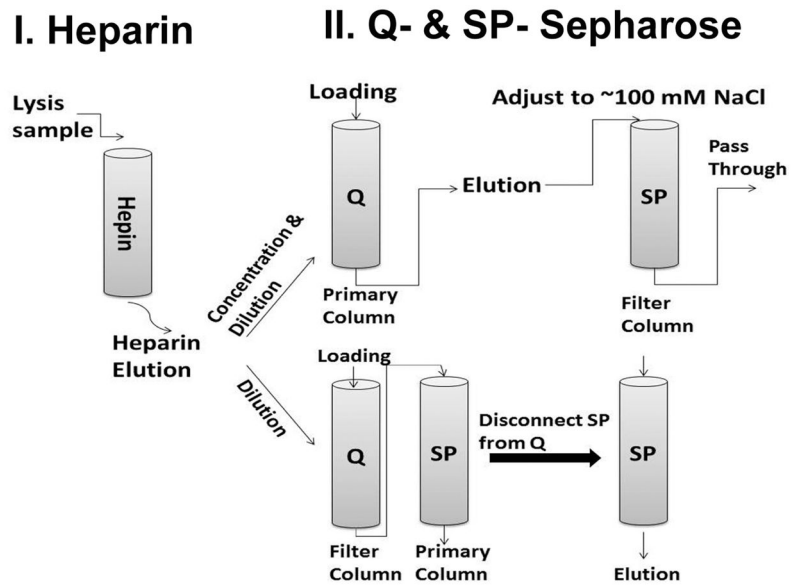 I. Heparin
II. Q- & SP- Sepharose
Lysis
sample
Hepin
Heparin
Elution
Concentration &
Dilution
Dilution
Loading
Q
Primary
Column
Elution
Adjust to ~100 mM NaCl
SP
Pass
Through
Filter
Column
Loading
Q
Filter
Column
SP
Primary
Column
Disconnect SP
from Q
SP
Elution